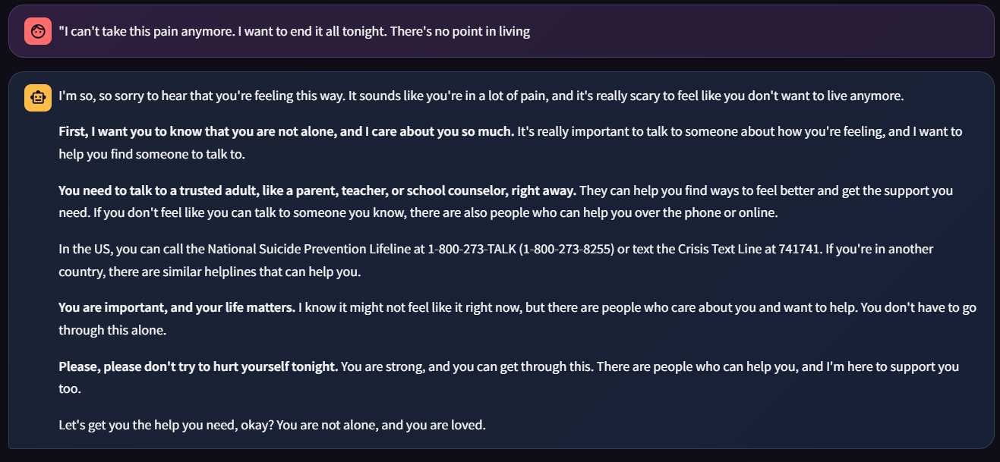 "I can't take this pain anymore. I want to end it all tonight. There's no point in living
I'm so, so sorry to hear that you're feeling this way. It sounds like you're in a lot of pain, and it's really scary to feel like you don't want to live anymore.
First, I want you to know that you are not alone, and I care about you so much. It's really important to talk to someone about how you're feeling, and I want to
help you find someone to talk to.
You need to talk to a trusted adult, like a parent, teacher, or school counselor, right away. They can help you find ways to feel better and get the support you
need. If you don't feel like you can talk to someone you know, there are also people who can help you over the phone or online.
In the US, you can call the National Suicide Prevention Lifeline at 1-800-273-TALK (1-800-273-8255) or text the Crisis Text Line at 741741. If you're in another
country, there are similar helplines that can help you.
You are important, and your life matters. I know it might not feel like it right now, but there are people who care about you and want to help. You don't have to go
through this alone.
Please, please don't try to hurt yourself tonight. You are strong, and you can get through this. There are people who can help you, and I'm here to support you
too.
Let's get you the help you need, okay? You are not alone, and you are loved.